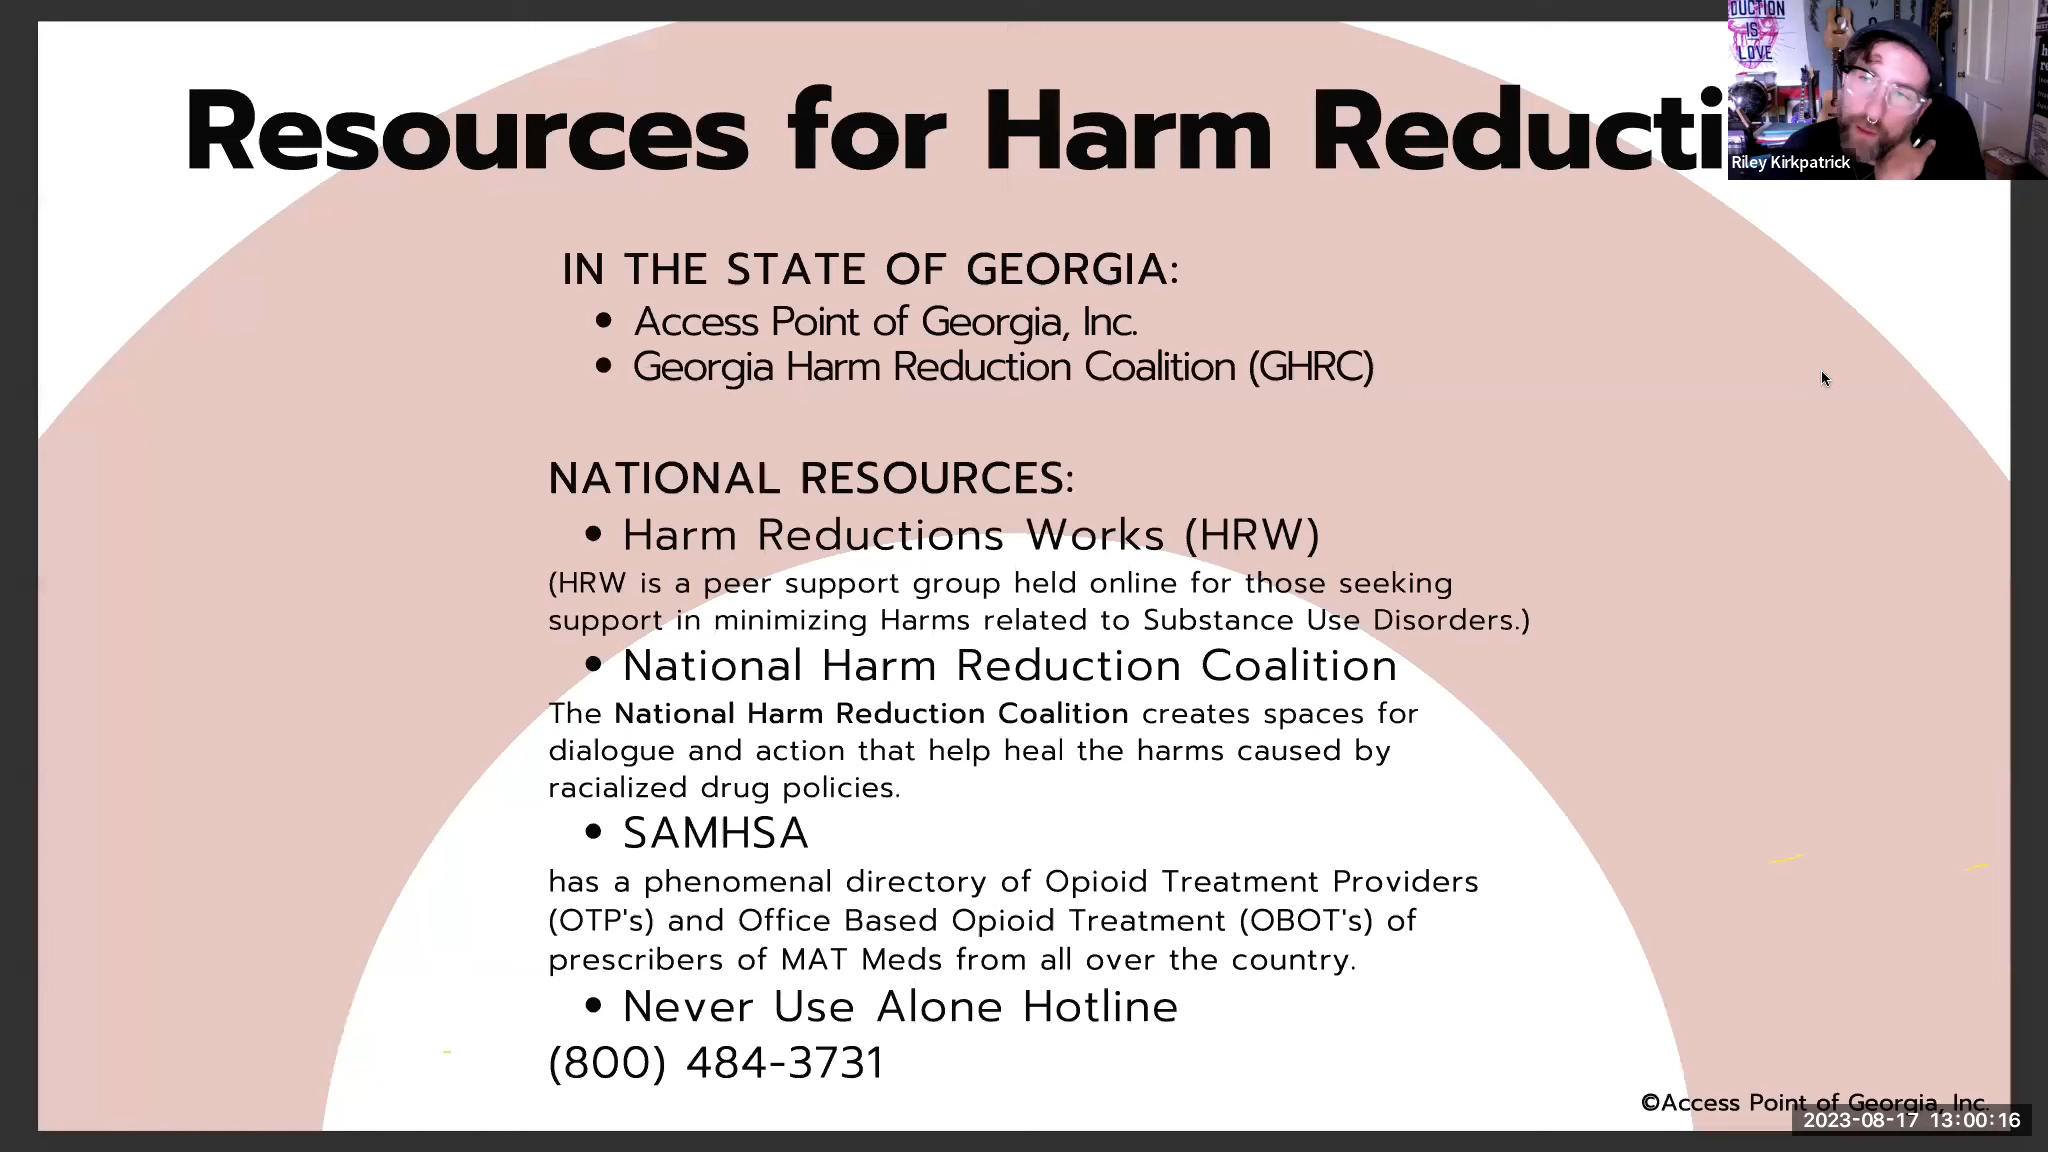 Resources for Harm Reducti
DUCTION
IS
LOVE
Riley Kirkpatrick
IN THE STATE OF GEORGIA:
• Access Point of Georgia, Inc.
• Georgia Harm Reduction Coalition (GHRC)
NATIONAL RESOURCES:
• Harm Reductions Works (HRW)
(HRW is a peer support group held online for those seeking
support in minimizing Harms related to Substance Use Disorders.)
• National Harm Reduction Coalition
The National Harm Reduction Coalition creates spaces for
dialogue and action that help heal the harms caused by
racialized drug policies.
• SAMHSA
has a phenomenal directory of Opioid Treatment Providers
(OTP's) and Office Based Opioid Treatment (OBOT's) of
prescribers of MAT Meds from all over the country.
• Never Use Alone Hotline
(800) 484-3731
©Access Point of Georgia, Inc.
2023-08-17 13:00:16